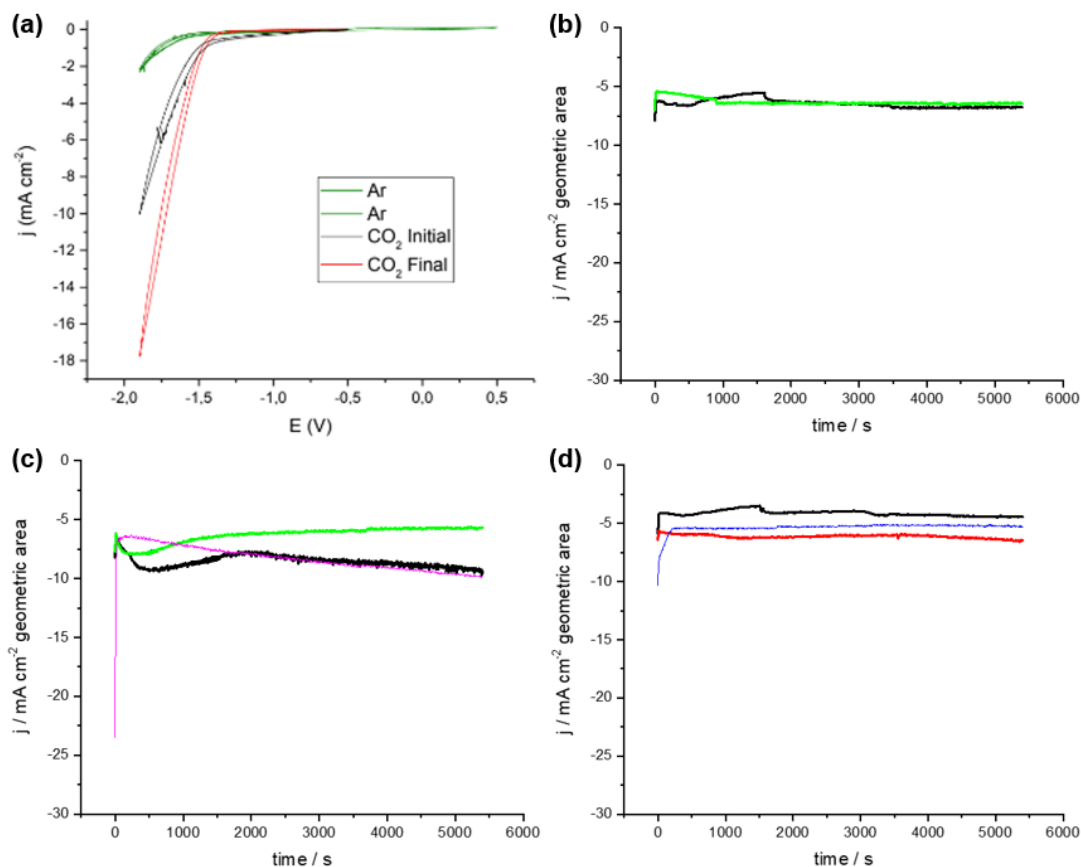 (a)
0
-2
-4
-6
-8
-10
-12
-14
-16
-18
j (mA cm-2)
Ar
Ar
CO2 Initial
CO2 Final
-2,0 -1,5 -1,0 -0,5 0,0 0,5
E (V)
(b)
-5
-5
-10
-15
-20
-25
-30
j / mA cm-2 geometric area
0 1000 2000 3000 4000 5000 6000
time / s
(c)
0
-5
-10
-15
-20
-25
-30
j / mA cm-2 geometric area
0 1000 2000 3000 4000 5000 6000
time / s
(d)
0
-5
-10
-15
-20
-25
-30
j / mA cm-2 geometric area
0 1000 2000 3000 4000 5000 6000
time / s